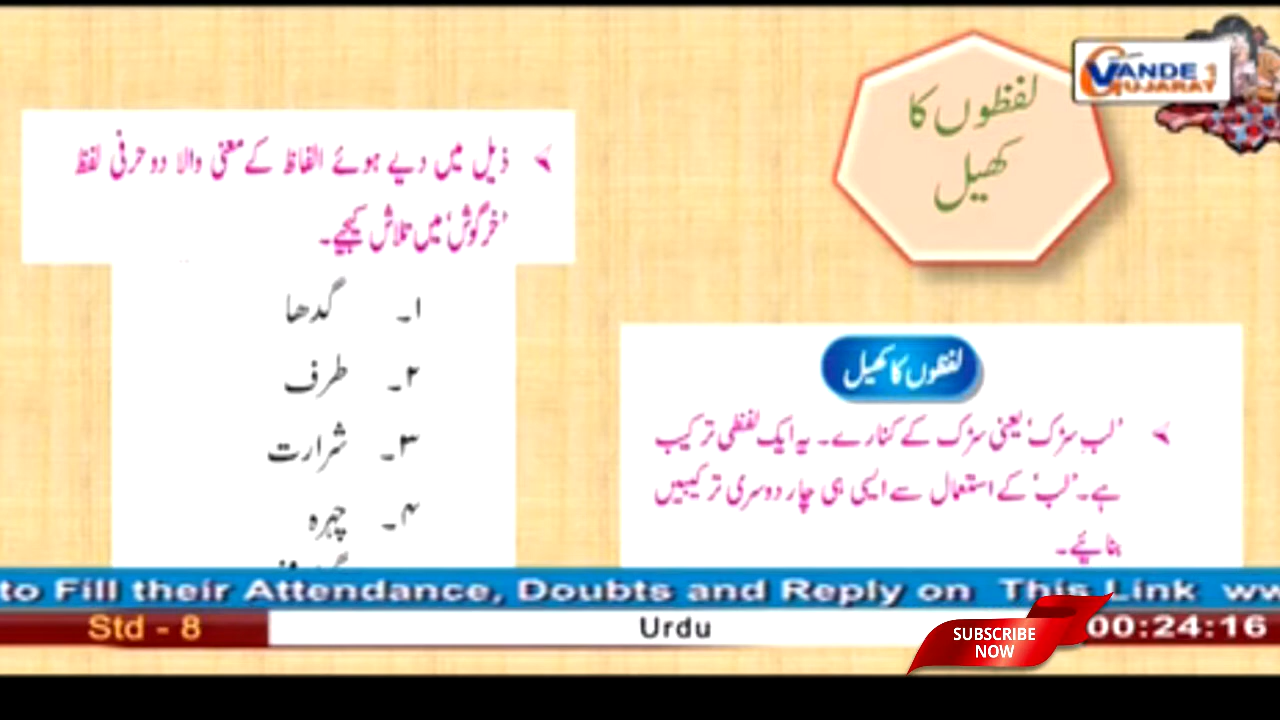 لفظوں کا
کھیل
VANDE 1
GUJARAT
ذیل میں دیے ہوئے الفاظ کے معنی والا دو حرفی لفظ
’خرگوش‘ میں تلاش کیجیے۔
۱۔ گدھا
۲۔ طرف
۳۔ شرارت
۴۔ چہرہ
لفظوں کا کھیل
’لبِ سڑک‘ یعنی سڑک کے کنارے۔ یہ ایک لفظی ترکیب
ہے۔ ’لب‘ کے استعمال سے ایسی ہی چار دوسری ترکیبیں
بنائیے۔
to Fill their Attendance, Doubts and Reply on This Link ww
Std - 8
Urdu
SUBSCRIBE
NOW
00:24:16